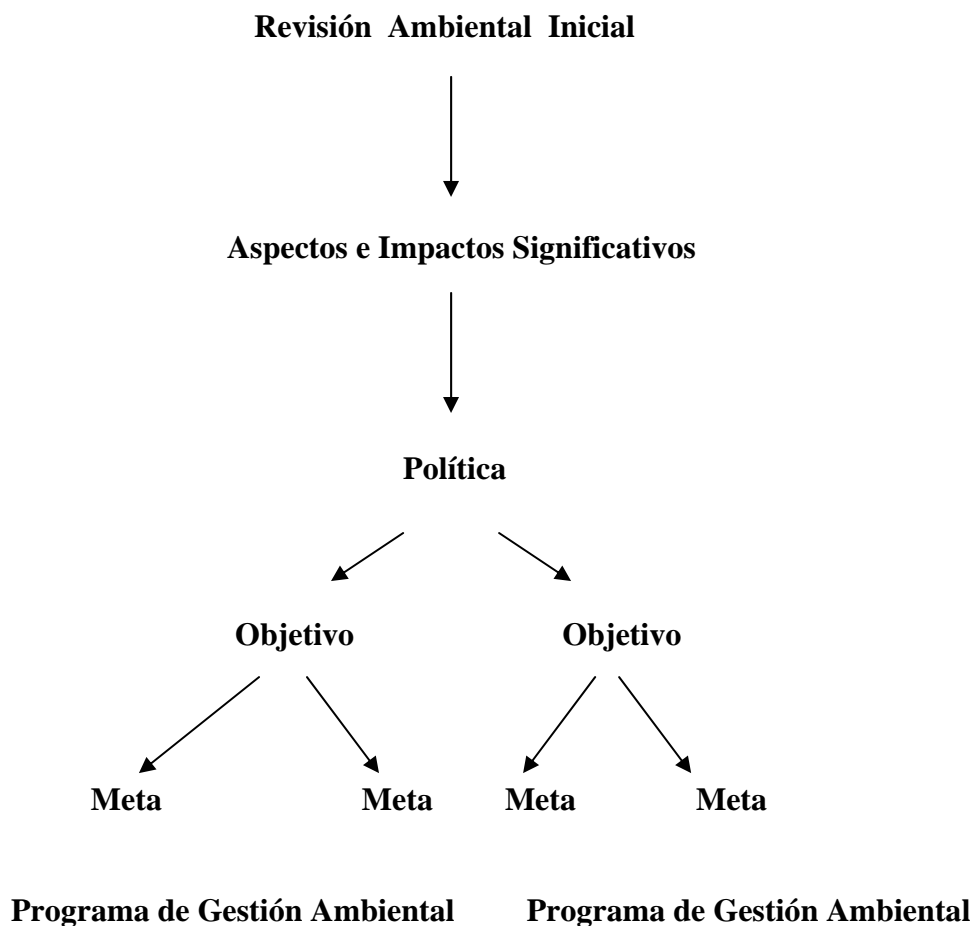 Revisión Ambiental Inicial
Aspectos e Impactos Significativos
Política
Objetivo Objetivo
Meta Meta Meta Meta
Programa de Gestión Ambiental Programa de Gestión Ambiental